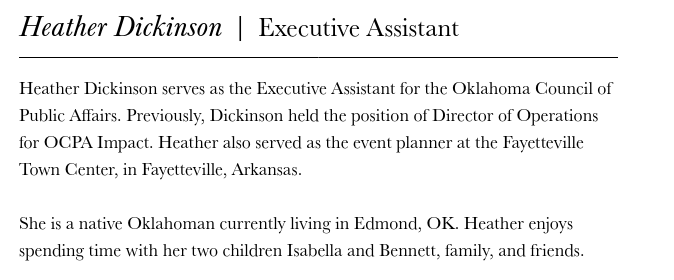 Heather Dickinson | Executive Assistant
Heather Dickinson serves as the Executive Assistant for the Oklahoma Council of
Public Affairs. Previously, Dickinson held the position of Director of Operations
for OCPA Impact. Heather also served as the event planner at the Fayetteville
Town Center, in Fayetteville, Arkansas.
She is a native Oklahoman currently living in Edmond, OK. Heather enjoys
spending time with her two children Isabella and Bennett, family, and friends.